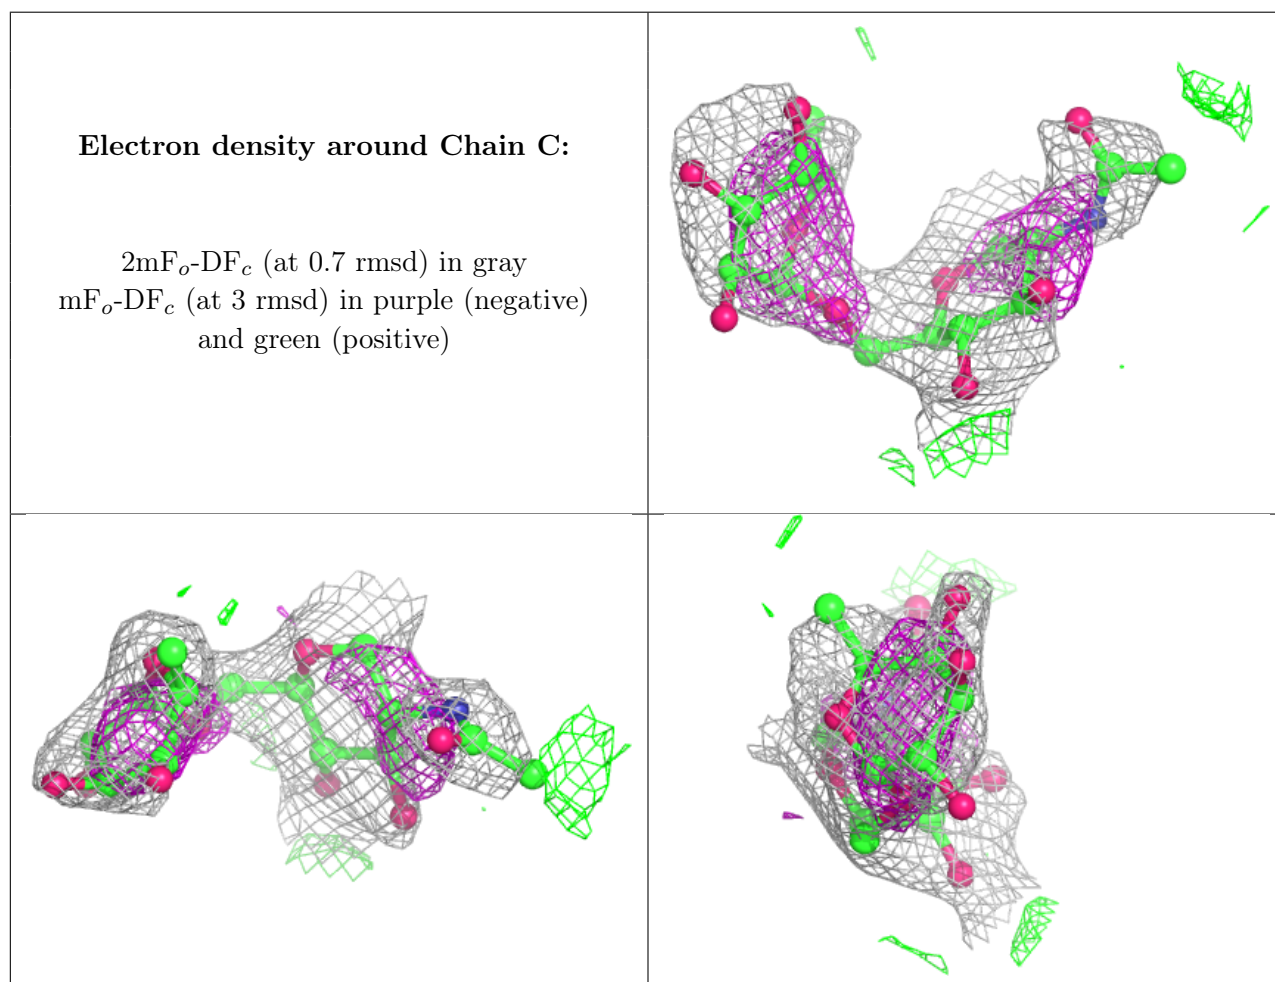 Electron density around Chain C:
2mFₒ-DF𝒸 (at 0.7 rmsd) in gray
mFₒ-DF𝒸 (at 3 rmsd) in purple (negative)
and green (positive)